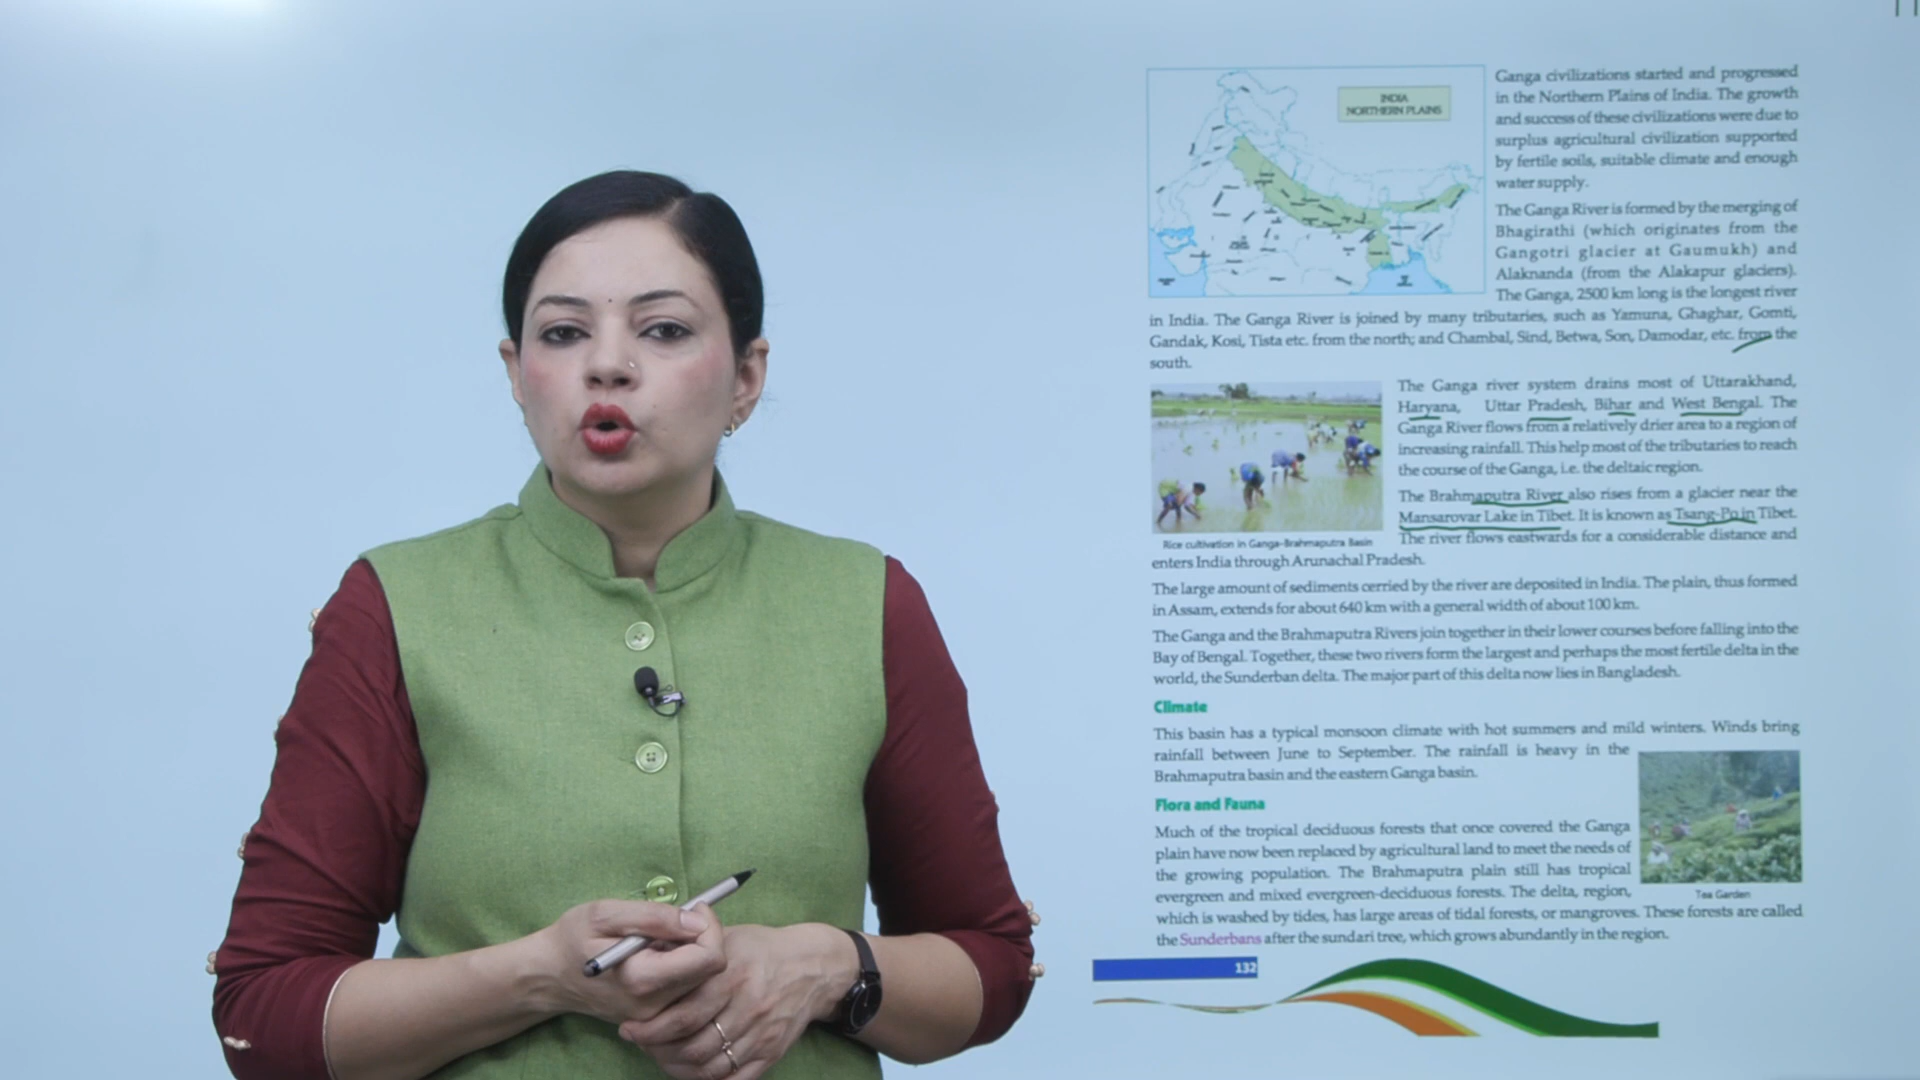 INDIA
NORTHERN PLAINS
Ganga civilizations started and progressed
in the Northern Plains of India. The growth
and success of these civilizations were due to
surplus agricultural civilization supported
by fertile soils, suitable climate and enough
water supply.
The Ganga River is formed by the merging of
Bhagirathi (which originates from the
Gangotri glacier at Gaumukh) and
Alaknanda (from the Alakapur glaciers).
The Ganga, 2500 km long is the longest river
in India. The Ganga River is joined by many tributaries, such as Yamuna, Ghaghar, Gomti,
Gandak, Kosi, Tista etc. from the north; and Chambal, Sind, Betwa, Son, Damodar, etc. from the
south.
The Ganga river system drains most of Uttarakhand,
Haryana, Uttar Pradesh, Bihar and West Bengal. The
Ganga River flows from a relatively drier area to a region of
increasing rainfall. This help most of the tributaries to reach
the course of the Ganga, i.e. the deltaic region.
The Brahmaputra River also rises from a glacier near the
Mansarovar Lake in Tibet. It is known as Tsang-Po in Tibet.
The river flows eastwards for a considerable distance and
Rice cultivation in Ganga-Brahmaputra Basin
enters India through Arunachal Pradesh.
The large amount of sediments cerried by the river are deposited in India. The plain, thus formed
in Assam, extends for about 640 km with a general width of about 100 km.
The Ganga and the Brahmaputra Rivers join together in their lower courses before falling into the
Bay of Bengal. Together, these two rivers form the largest and perhaps the most fertile delta in the
world, the Sunderban delta. The major part of this delta now lies in Bangladesh.
Climate
This basin has a typical monsoon climate with hot summers and mild winters. Winds bring
rainfall between June to September. The rainfall is heavy in the
Brahmaputra basin and the eastern Ganga basin.
Flora and Fauna
Much of the tropical deciduous forests that once covered the Ganga
plain have now been replaced by agricultural land to meet the needs of
the growing population. The Brahmaputra plain still has tropical
evergreen and mixed evergreen-deciduous forests. The delta, region,
Tea Garden
which is washed by tides, has large areas of tidal forests, or mangroves. These forests are called
the Sunderbans after the sundari tree, which grows abundantly in the region.
132